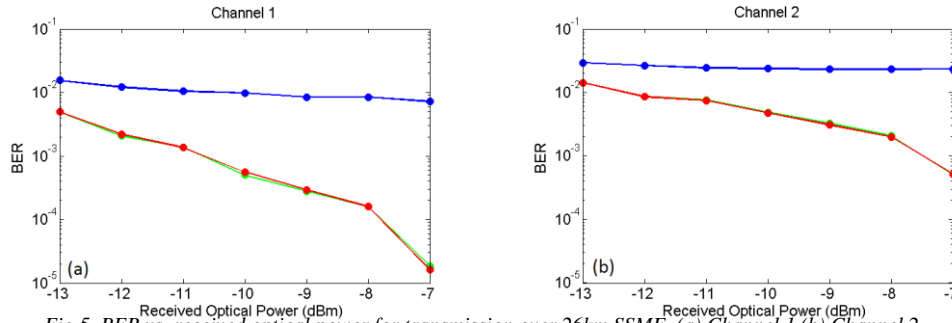 Channel 1
10^-1
10^-2
10^-3
10^-4
10^-5
BER
(a)
-13 -12 -11 -10 -9 -8 -7
Received Optical Power (dBm)
Channel 2
10^-1
10^-2
10^-3
10^-4
10^-5
BER
(b)
-13 -12 -11 -10 -9 -8 -7
Received Optical Power (dBm)
Fig 5. BER vs. received optical power for transmission over 26km SSMF. (a) Channel 1 (b) Channel 2